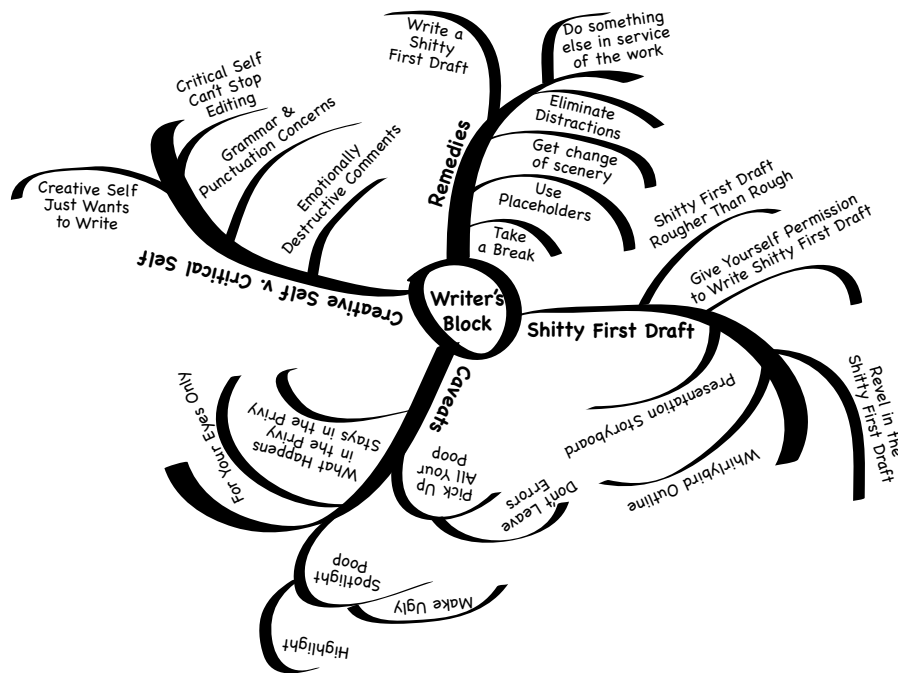 Writer's
Block
Remedies
Write a
Shitty
First Draft
Do something
else in service
of the work
Eliminate
Distractions
Get change
of scenery
Use
Placeholders
Take
a Break
Shitty First Draft
Shitty First Draft
Rougher Than Rough
Give Yourself Permission
to Write Shitty First Draft
Revel in the
Shitty First Draft
Whirlybird Outline
Presentation Storyboard
Caveats
Pick Up
All Your
Poop
Don't Leave
Errors
Spotlight
Poop
Make Ugly
Highlight
For Your Eyes Only
What Happens
in the Privy
Stays in the Privy
Creative Self v. Critical Self
Creative Self
Just Wants
to Write
Critical Self
Can't Stop
Editing
Grammar &
Punctuation Concerns
Emotionally
Destructive Comments